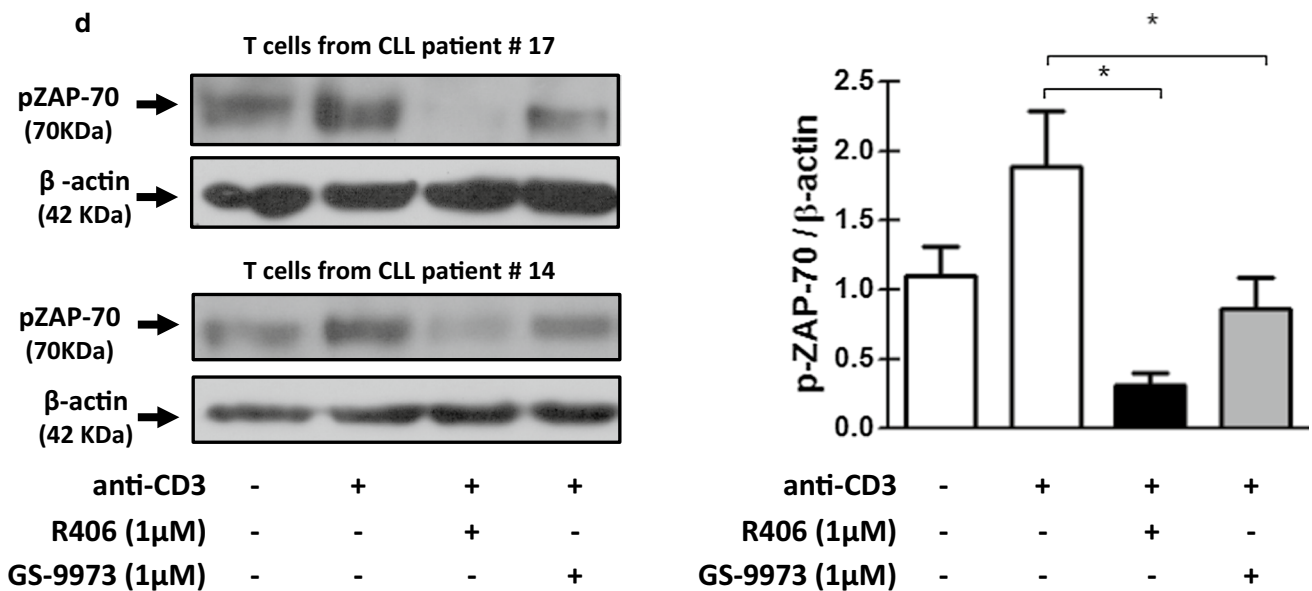 d
T cells from CLL patient # 17
pZAP-70
(70KDa)
β -actin
(42 KDa)
T cells from CLL patient # 14
pZAP-70
(70KDa)
β-actin
(42 KDa)
anti-CD3 - + + +
R406 (1µM) - - + -
GS-9973 (1µM) - - - +
*
*
p-ZAP-70 / β-actin
2.5
2.0
1.5
1.0
0.5
0.0
anti-CD3 - + + +
R406 (1µM) - - + -
GS-9973 (1µM) - - - +